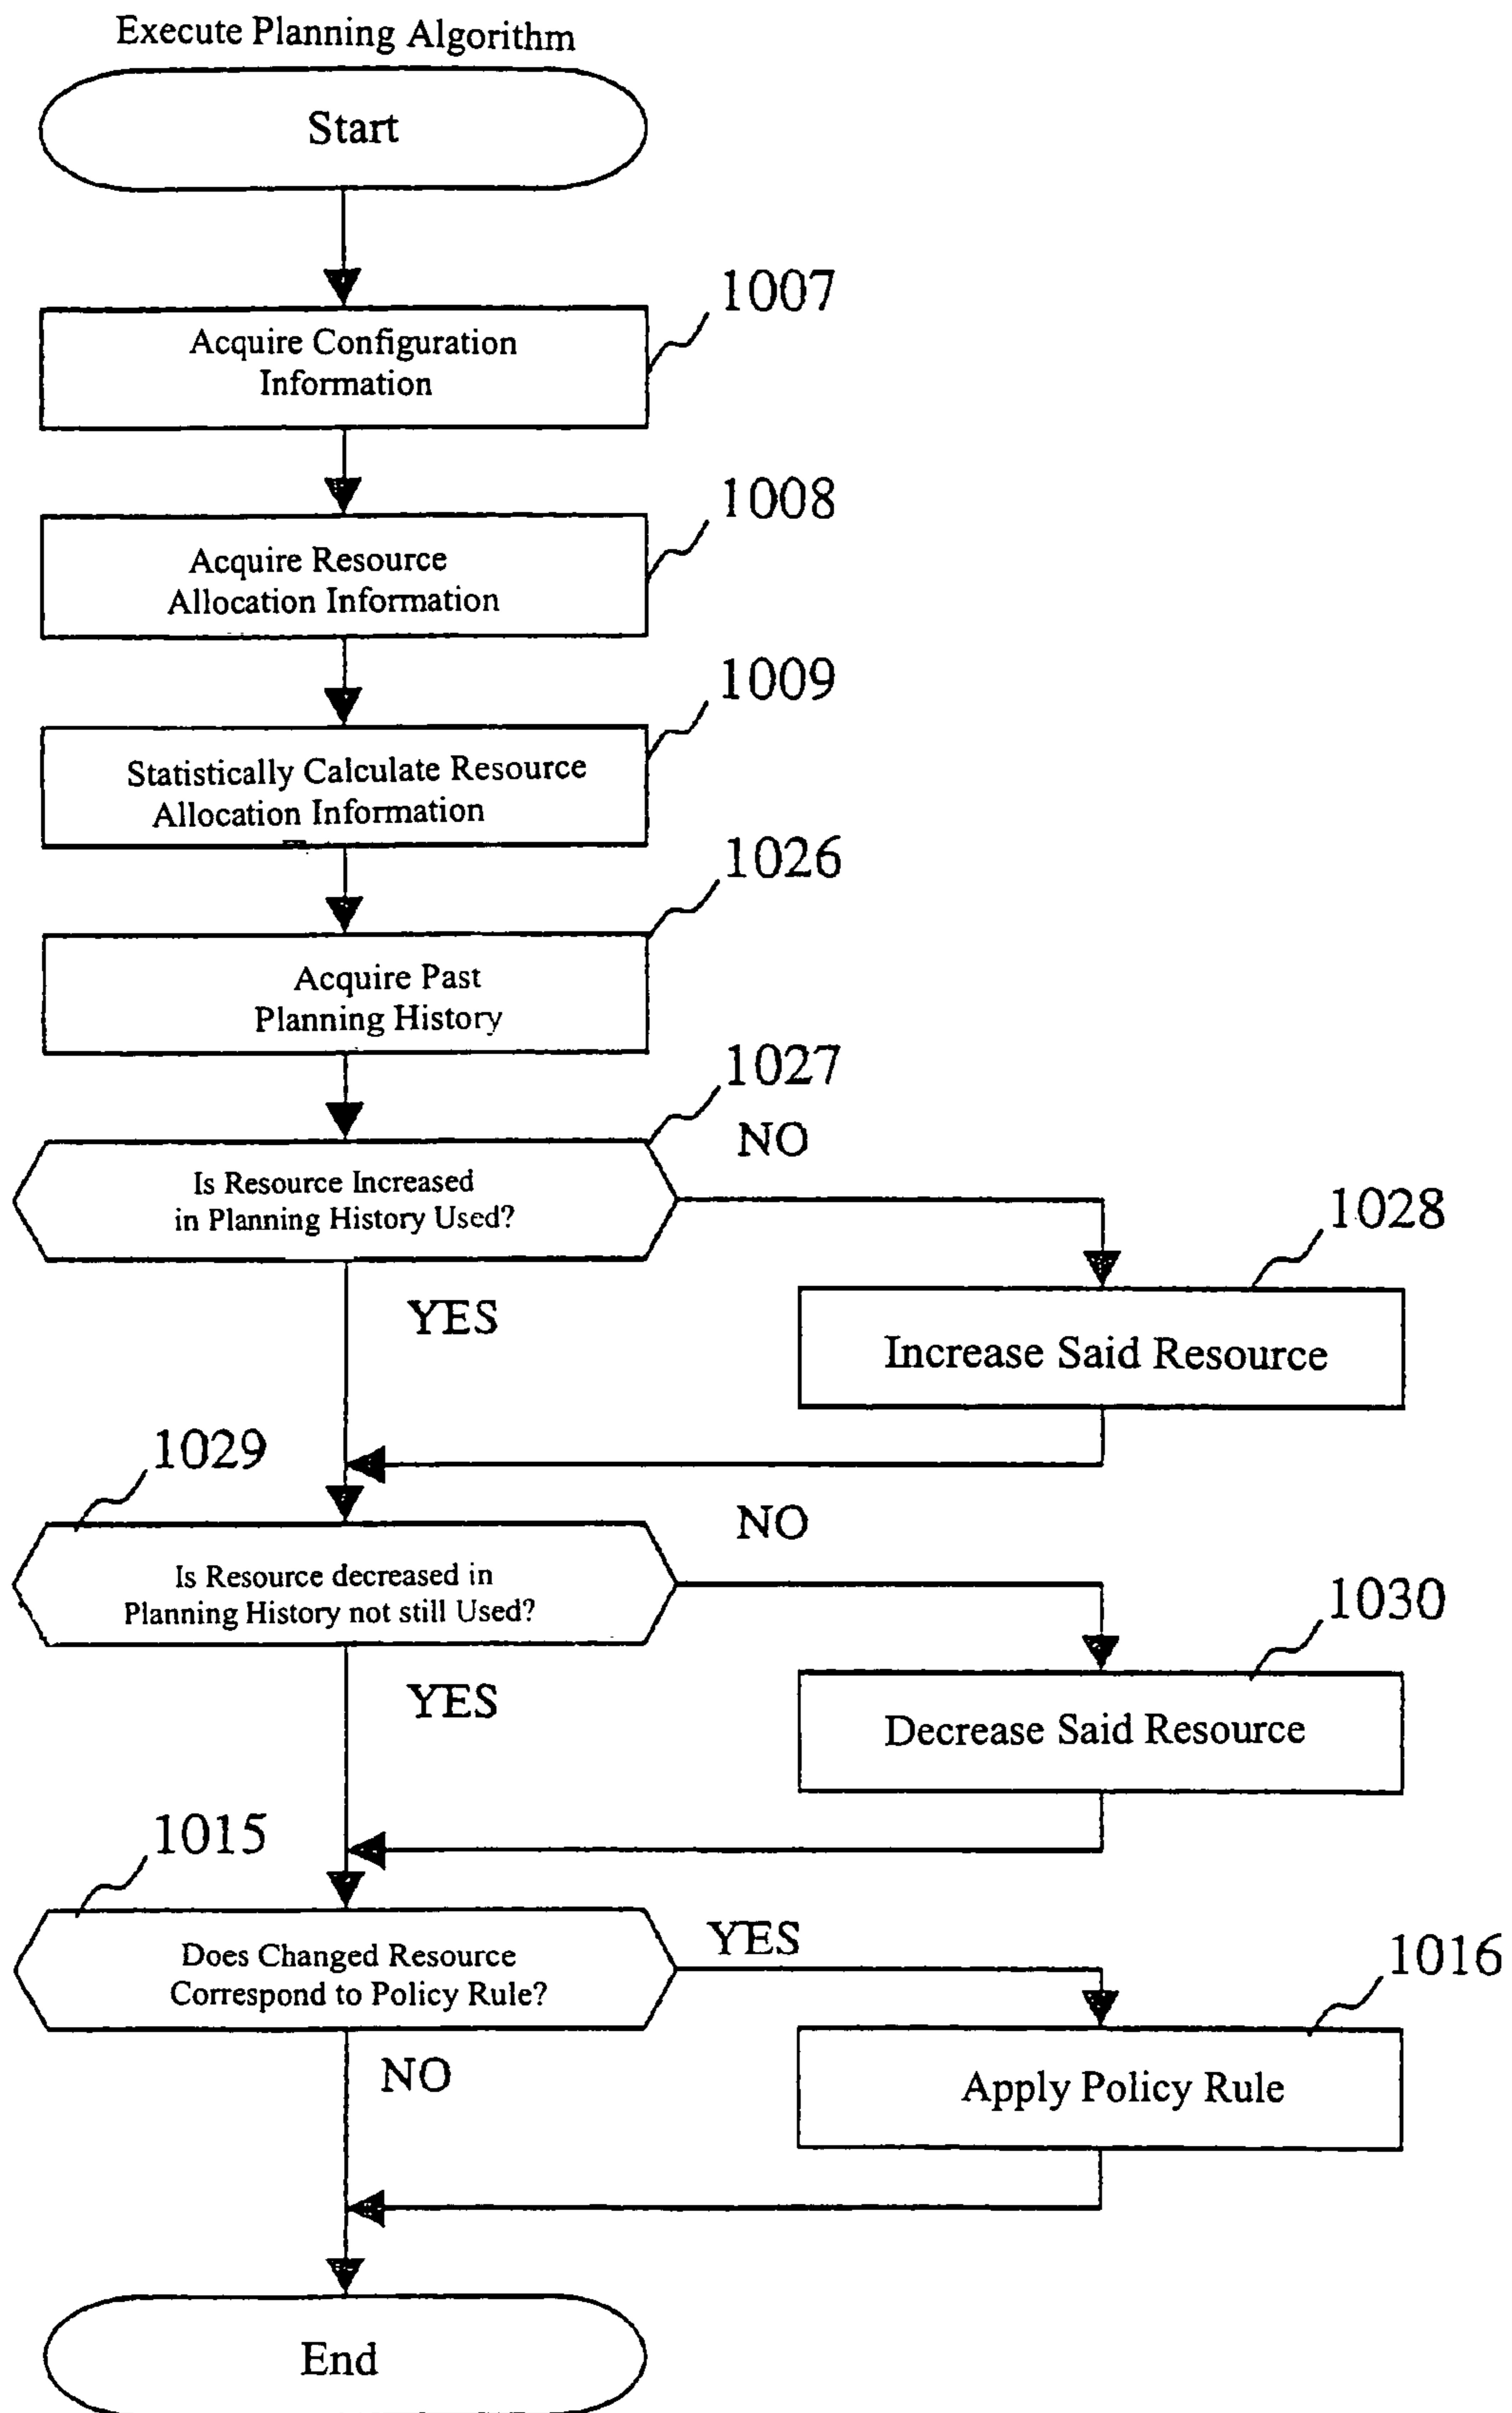 Execute Planning Algorithm
Start
1007
Acquire Configuration
Information
1008
Acquire Resource
Allocation Information
1009
Statistically Calculate Resource
Allocation Information
1026
Acquire Past
Planning History
1027
NO
Is Resource Increased
in Planning History Used?
1028
YES
Increase Said Resource
1029
NO
Is Resource decreased in
Planning History not still Used?
1030
YES
Decrease Said Resource
1015
YES
Does Changed Resource
Correspond to Policy Rule?
1016
NO
Apply Policy Rule
End